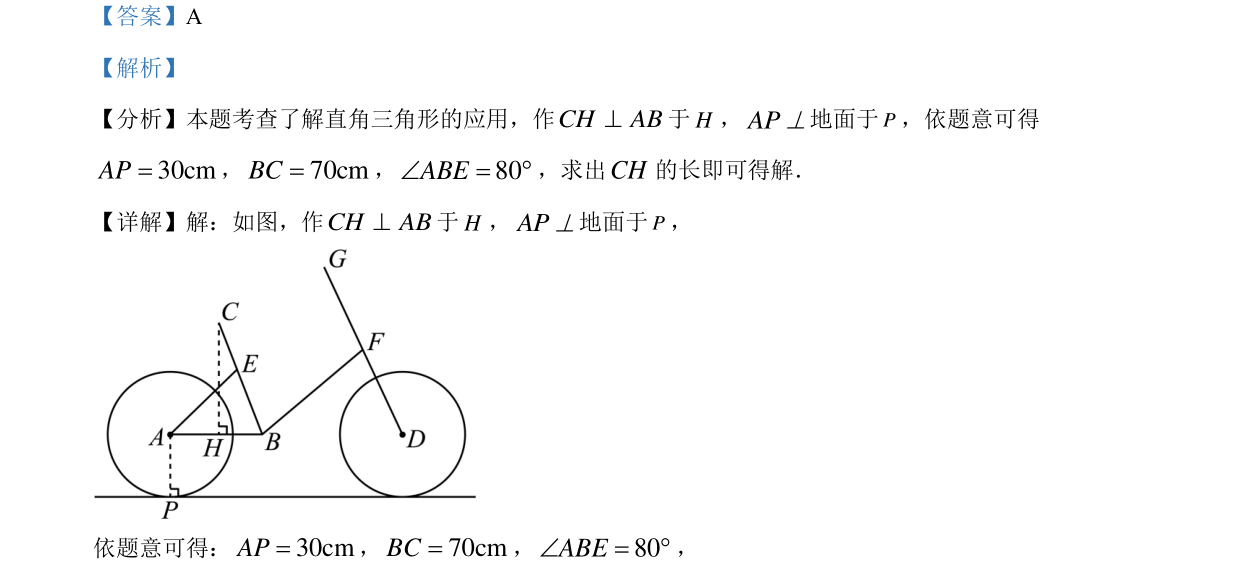 【答案】A
【解析】
【分析】本题考查了解直角三角形的应用，作CH ⊥ AB于H， AP ⊥地面于P，依题意可得
AP = 30cm， BC = 70cm， ∠ABE = 80°，求出CH 的长即可得解．
【详解】解：如图，作CH ⊥ AB于H， AP ⊥地面于P，
G
C
F
E
A
H
B
D
P
依题意可得： AP = 30cm， BC = 70cm， ∠ABE = 80°，